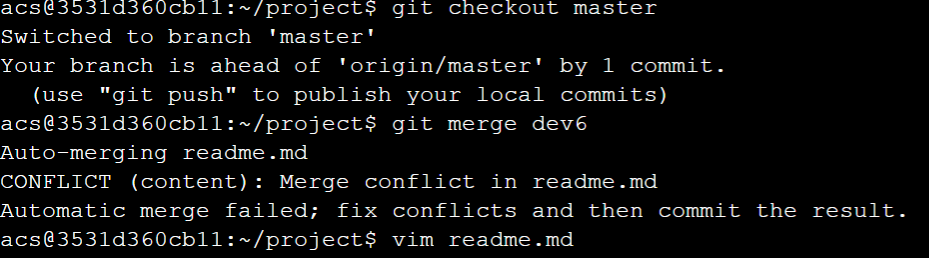 acs@3531d360cb11:~/project$ git checkout master
Switched to branch 'master'
Your branch is ahead of 'origin/master' by 1 commit.
  (use "git push" to publish your local commits)
acs@3531d360cb11:~/project$ git merge dev6
Auto-merging readme.md
CONFLICT (content): Merge conflict in readme.md
Automatic merge failed; fix conflicts and then commit the result.
acs@3531d360cb11:~/project$ vim readme.md